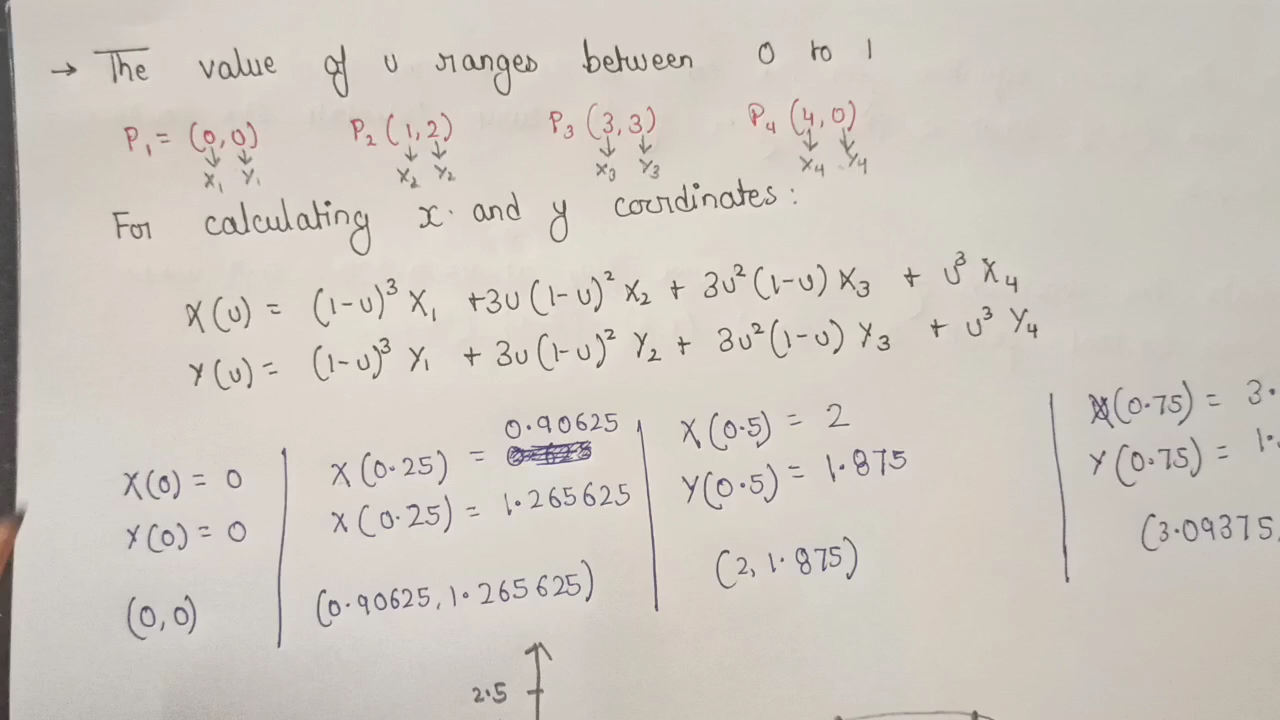 → The value of u ranges between 0 to 1
P₁ = (0,0) P₂ (1,2) P₃ (3,3) P₄ (4,0)
X₁ Y₁ X₂ Y₂ X₃ Y₃ X₄ Y₄
For calculating x and y coordinates:
X(u) = (1-u)³ X₁ +3u(1-u)² X₂ + 3u²(1-u) X₃ + u³ X₄
Y(u) = (1-u)³ Y₁ + 3u(1-u)² Y₂ + 3u²(1-u) Y₃ + u³ Y₄
X(0) = 0
Y(0) = 0
(0,0)
X(0.25) = 0.90625
X(0.25) = 1.265625
(0.90625, 1.265625)
X(0.5) = 2
Y(0.5) = 1.875
(2, 1.875)
X(0.75) = 3.
Y(0.75) = 1.
(3.09375,
2.5